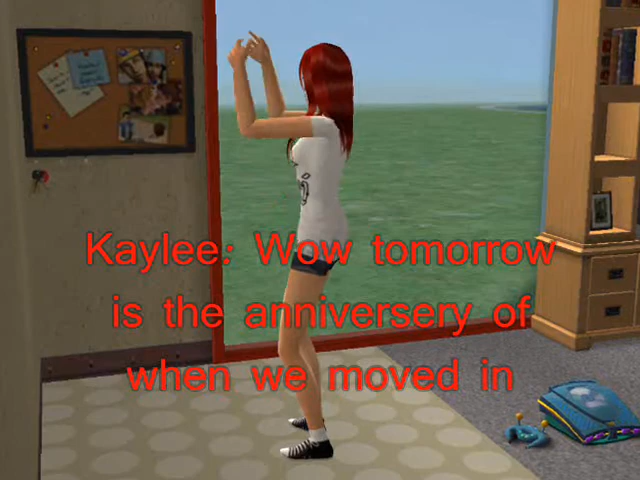 Kaylee: Wow tomorrow
is the anniversery of
when we moved in